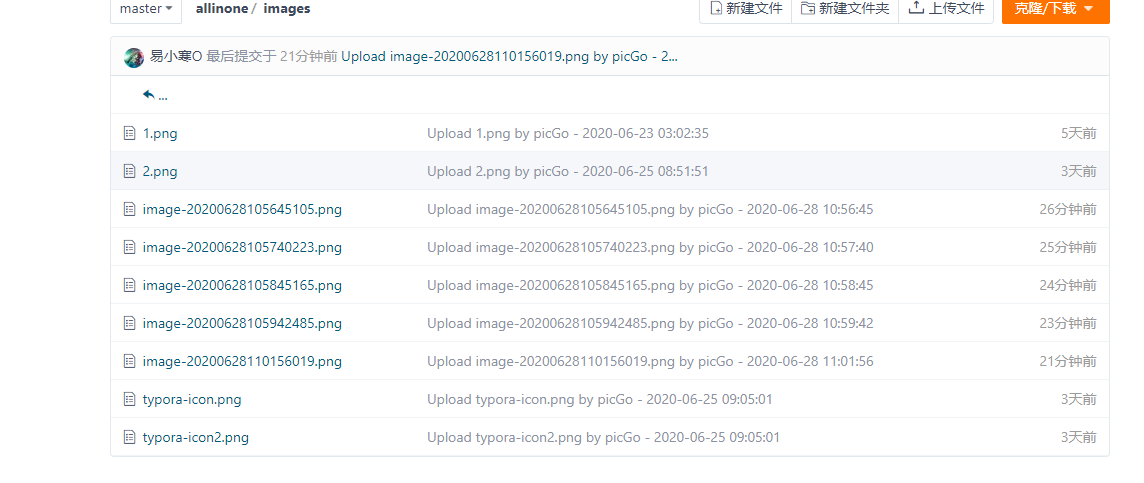 master allinone / images 新建文件 新建文件夹 上传文件 克隆/下载
易小寒O 最后提交于 21分钟前 Upload image-20200628110156019.png by picGo - 2...
...
1.png Upload 1.png by picGo - 2020-06-23 03:02:35 5天前
2.png Upload 2.png by picGo - 2020-06-25 08:51:51 3天前
image-20200628105645105.png Upload image-20200628105645105.png by picGo - 2020-06-28 10:56:45 26分钟前
image-20200628105740223.png Upload image-20200628105740223.png by picGo - 2020-06-28 10:57:40 25分钟前
image-20200628105845165.png Upload image-20200628105845165.png by picGo - 2020-06-28 10:58:45 24分钟前
image-20200628105942485.png Upload image-20200628105942485.png by picGo - 2020-06-28 10:59:42 23分钟前
image-20200628110156019.png Upload image-20200628110156019.png by picGo - 2020-06-28 11:01:56 21分钟前
typora-icon.png Upload typora-icon.png by picGo - 2020-06-25 09:05:01 3天前
typora-icon2.png Upload typora-icon2.png by picGo - 2020-06-25 09:05:01 3天前